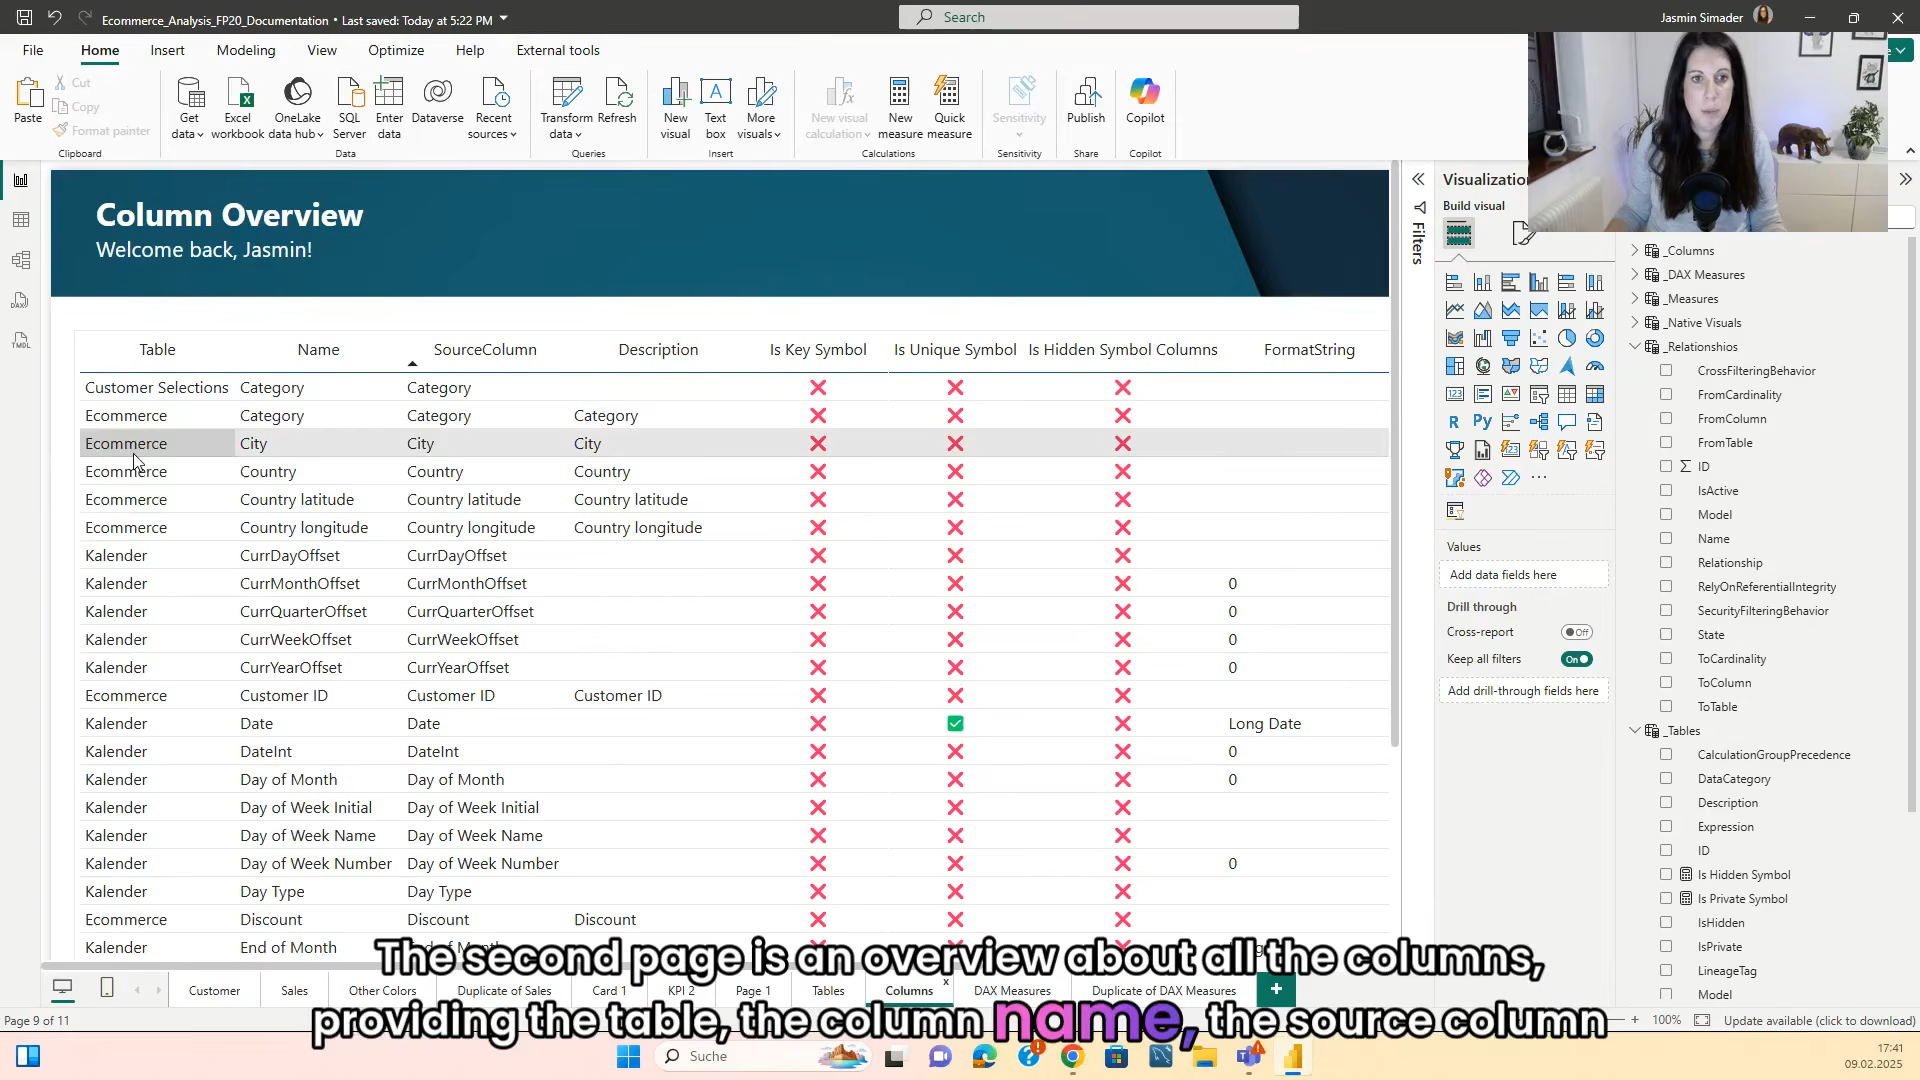 Ecommerce_Analysis_FP20_Documentation • Last saved: Today at 5:22 PM
Search
Jasmin Simader
File Home Insert Modeling View Optimize Help External tools
Paste
Cut
Copy
Format painter
Clipboard
Get data
Excel workbook
OneLake data hub
SQL Server
Enter data
Dataverse
Recent sources
Data
Transform data
Refresh
Queries
New visual
Text box
More visuals
Insert
New visual calculation
New measure
Quick measure
Calculations
Sensitivity
Sensitivity
Publish
Share
Copilot
Copilot
Column Overview
Welcome back, Jasmin!
Table Name SourceColumn Description Is Key Symbol Is Unique Symbol Is Hidden Symbol Columns FormatString
Customer Selections Category Category
Ecommerce Category Category Category
Ecommerce City City City
Ecommerce Country Country Country
Ecommerce Country latitude Country latitude Country latitude
Ecommerce Country longitude Country longitude Country longitude
Kalender CurrDayOffset CurrDayOffset
Kalender CurrMonthOffset CurrMonthOffset 0
Kalender CurrQuarterOffset CurrQuarterOffset 0
Kalender CurrWeekOffset CurrWeekOffset 0
Kalender CurrYearOffset CurrYearOffset 0
Ecommerce Customer ID Customer ID Customer ID
Kalender Date Date Long Date
Kalender DateInt DateInt 0
Kalender Day of Month Day of Month 0
Kalender Day of Week Initial Day of Week Initial
Kalender Day of Week Name Day of Week Name
Kalender Day of Week Number Day of Week Number 0
Kalender Day Type Day Type
Ecommerce Discount Discount Discount
Kalender End of Month
Filters
Visualizatio
Build visual
R Py
123
Values
Add data fields here
Drill through
Cross-report Off
Keep all filters On
Add drill-through fields here
_Columns
_DAX Measures
_Measures
_Native Visuals
_Relationshios
CrossFilteringBehavior
FromCardinality
FromColumn
FromTable
ID
IsActive
Model
Name
Relationship
RelyOnReferentialIntegrity
SecurityFilteringBehavior
State
ToCardinality
ToColumn
ToTable
_Tables
CalculationGroupPrecedence
DataCategory
Description
Expression
ID
Is Hidden Symbol
Is Private Symbol
IsHidden
IsPrivate
LineageTag
Model
The second page is an overview about all the columns,
providing the table, the column name, the source column
Customer Sales Other Colors Duplicate of Sales Card 1 KPI 2 Page 1 Tables Columns DAX Measures Duplicate of DAX Measures
Page 9 of 11
100%
Update available (click to download)
Suche
17:41
09.02.2025